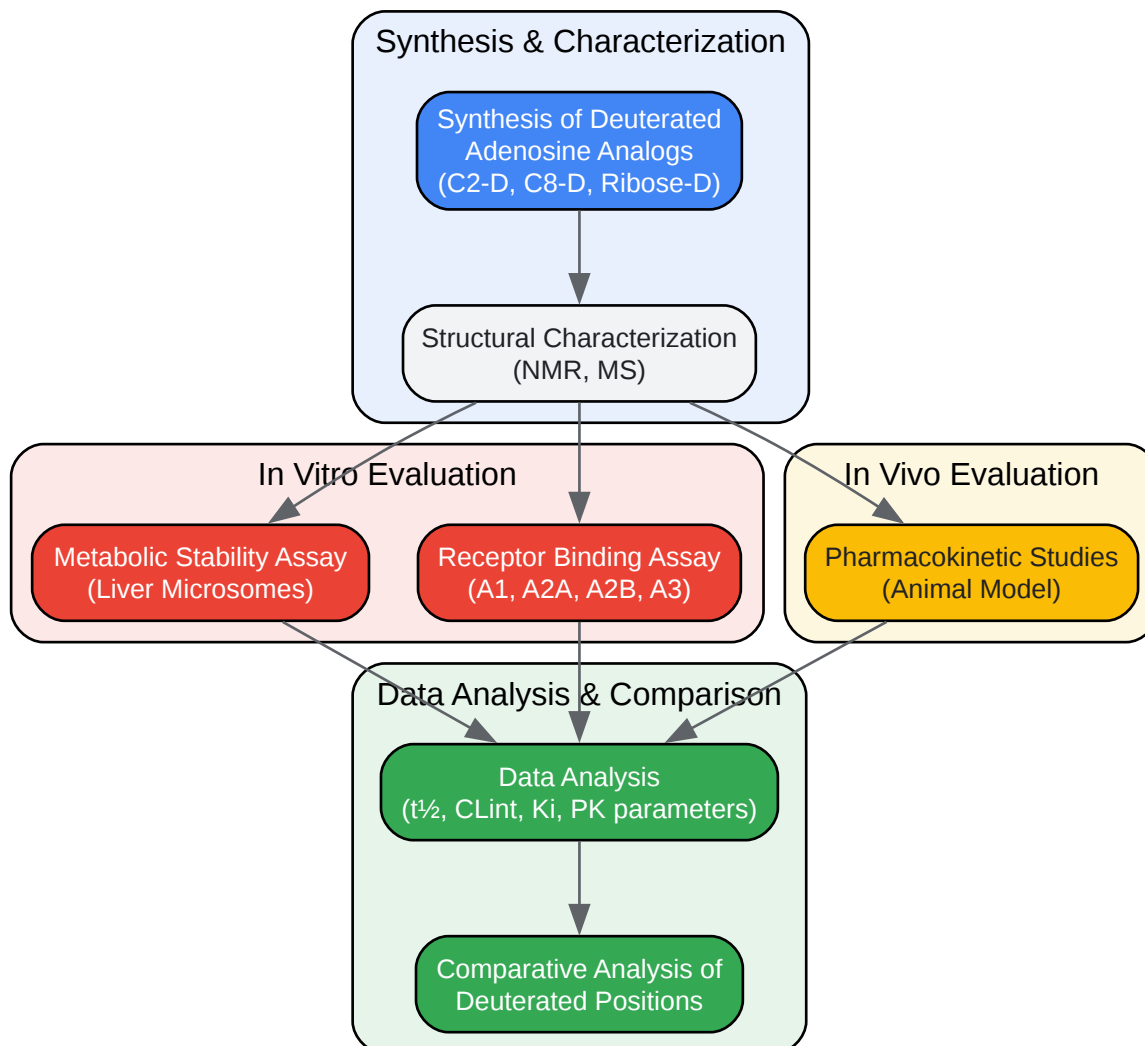 Synthesis & Characterization
Synthesis of Deuterated
Adenosine Analogs
(C2-D, C8-D, Ribose-D)
Structural Characterization
(NMR, MS)
In Vitro Evaluation
In Vivo Evaluation
Metabolic Stability Assay
(Liver Microsomes)
Receptor Binding Assay
(A1, A2A, A2B, A3)
Pharmacokinetic Studies
(Animal Model)
Data Analysis & Comparison
Data Analysis
(t½, CLint, Ki, PK parameters)
Comparative Analysis of
Deuterated Positions